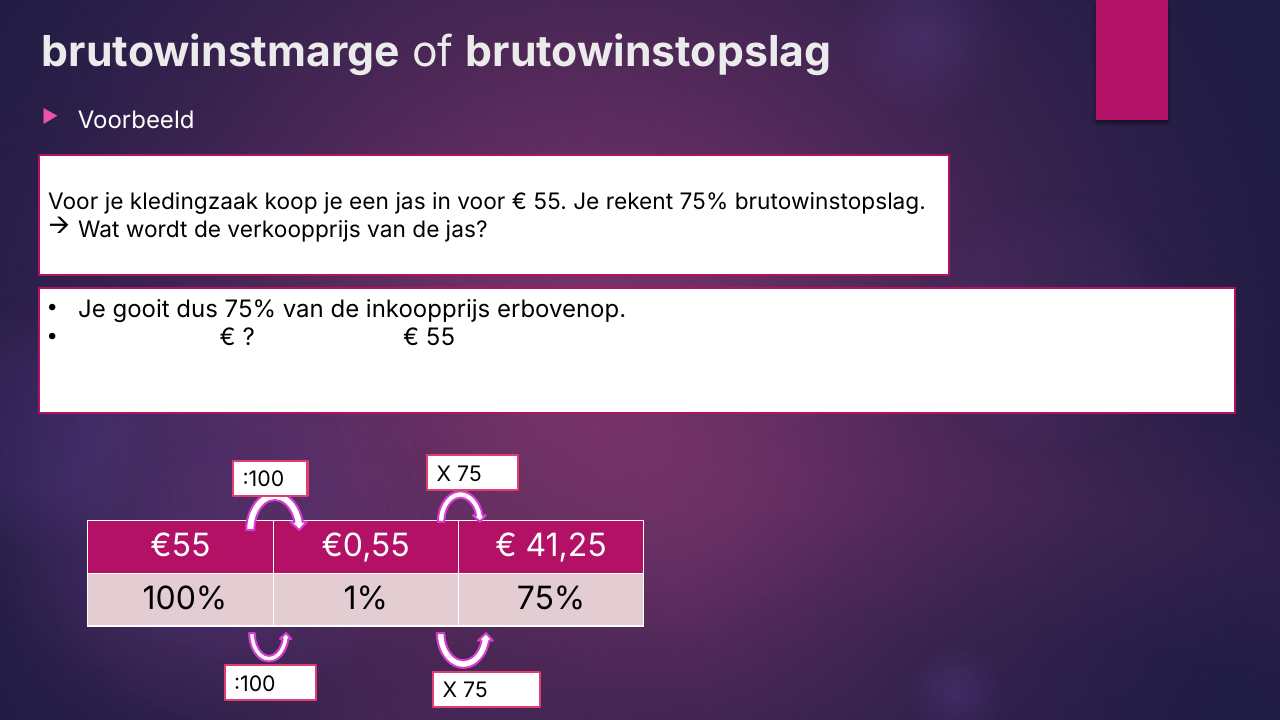 brutowinstmarge of brutowinstopslag
Voorbeeld
Voor je kledingzaak koop je een jas in voor € 55. Je rekent 75% brutowinstopslag.
→ Wat wordt de verkoopprijs van de jas?
• Je gooit dus 75% van de inkoopprijs erbovenop.
• € ? € 55
:100 X 75
€55 €0,55 € 41,25
100% 1% 75%
:100 X 75